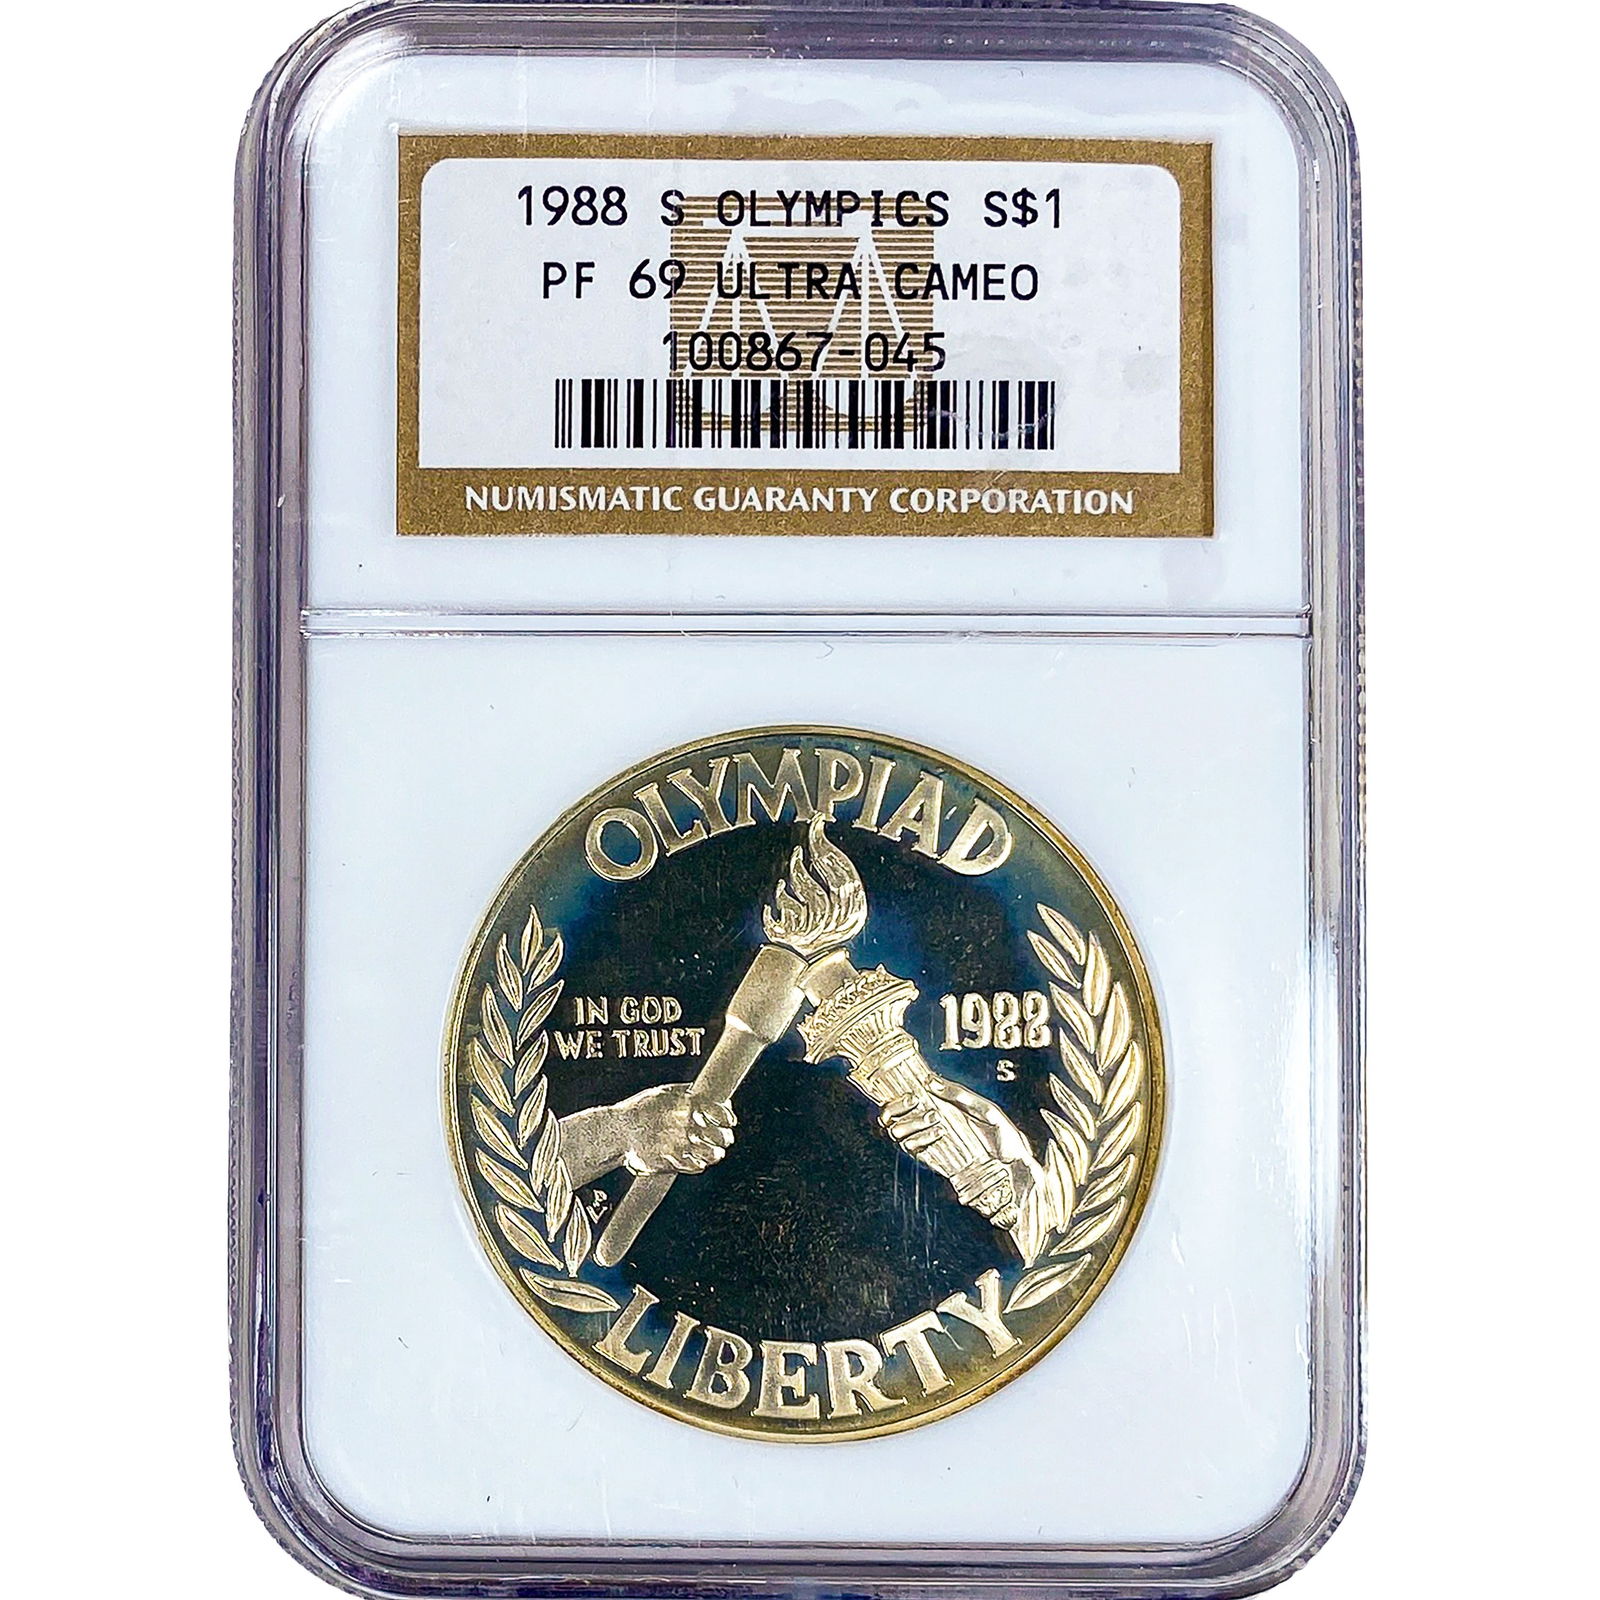 1988 S OLYMPICS S$1
PF 69 ULTRA CAMEO
100867-045
NUMISMATIC GUARANTY CORPORATION
OLYMPIAD
IN GOD
WE TRUST
1988
S
LIBERTY